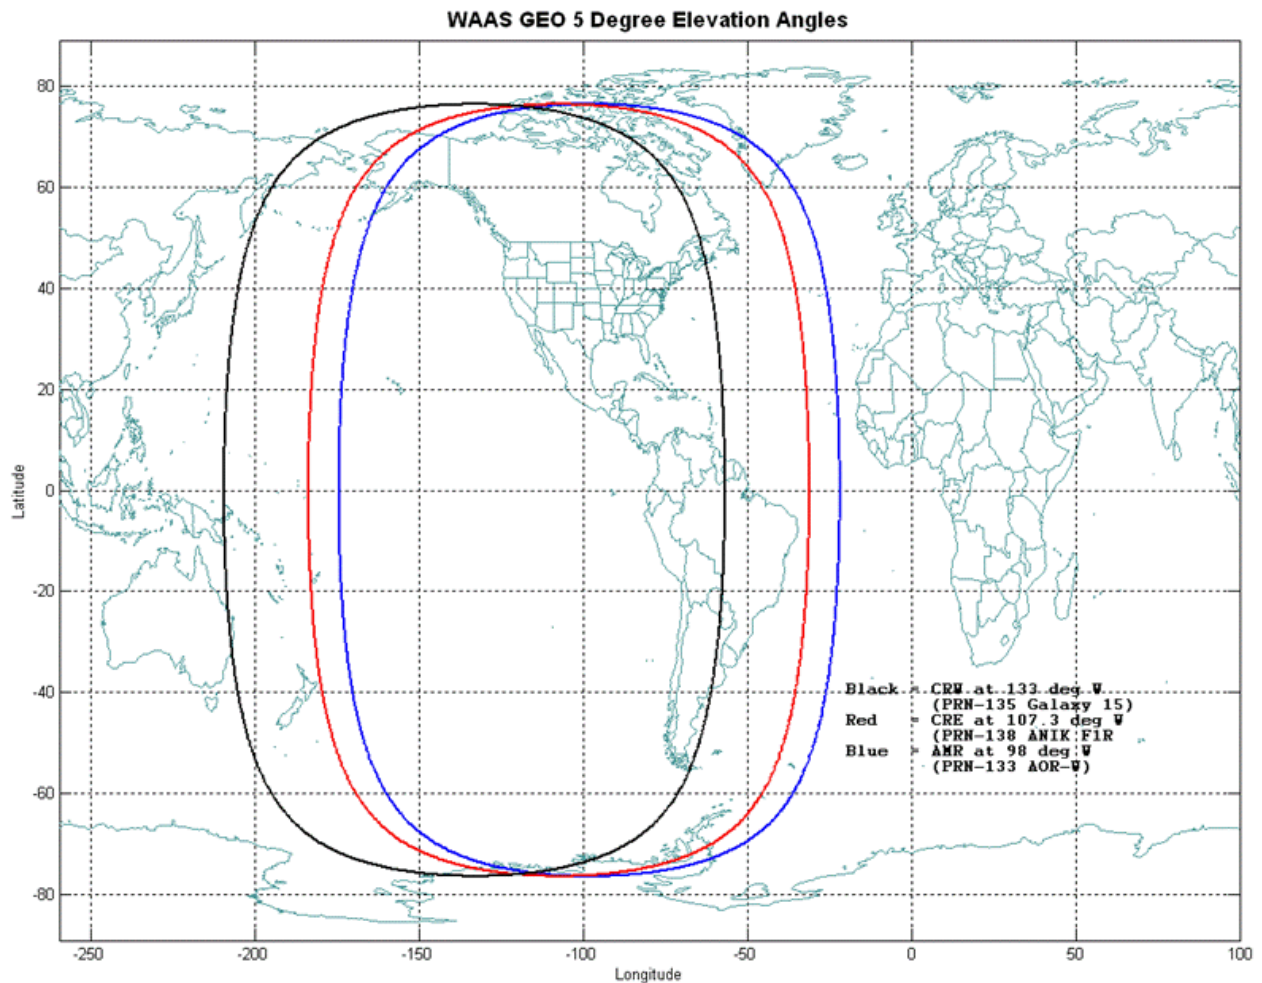 WAAS GEO 5 Degree Elevation Angles
80
60
40
20
0
-20
-40
-60
-80
Latitude
Black = CRW at 133 deg W
(PRN-135 Galaxy 15)
Red = CRE at 107.3 deg W
(PRN-138 ANIK F1R
Blue = AMR at 98 deg W
(PRN-133 AOR-W)
-250 -200 -150 -100 -50 0 50 100
Longitude